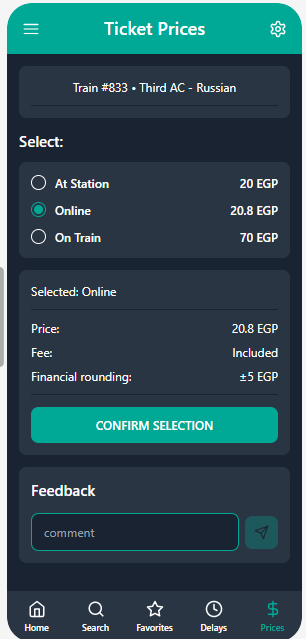 Ticket Prices
Train #833 • Third AC - Russian
Select:
At Station 20 EGP
Online 20.8 EGP
On Train 70 EGP
Selected: Online
Price: 20.8 EGP
Fee: Included
Financial rounding: ±5 EGP
CONFIRM SELECTION
Feedback
comment
Home Search Favorites Delays Prices